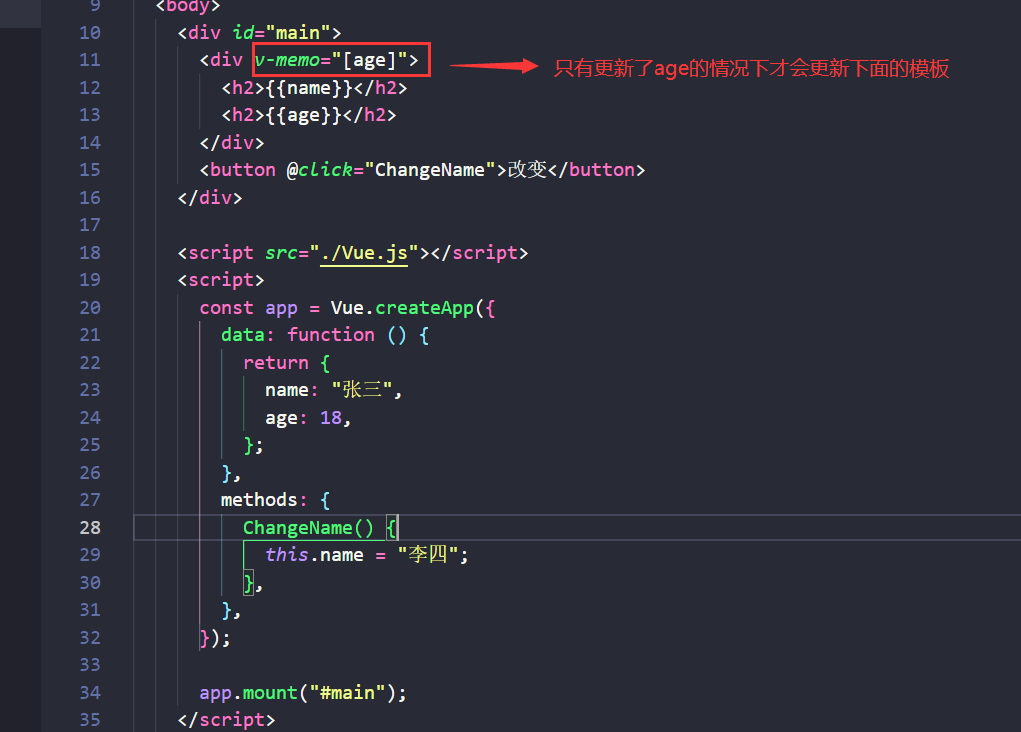 9 <body>
10 <div id="main">
11 <div v-memo="[age]"> 只有更新了age的情况下才会更新下面的模板
12 <h2>{{name}}</h2>
13 <h2>{{age}}</h2>
14 </div>
15 <button @click="ChangeName">改变</button>
16 </div>
17
18 <script src="./Vue.js"></script>
19 <script>
20 const app = Vue.createApp({
21 data: function () {
22 return {
23 name: "张三",
24 age: 18,
25 };
26 },
27 methods: {
28 ChangeName() {
29 this.name = "李四";
30 },
31 },
32 });
33
34 app.mount("#main");
35 </script>